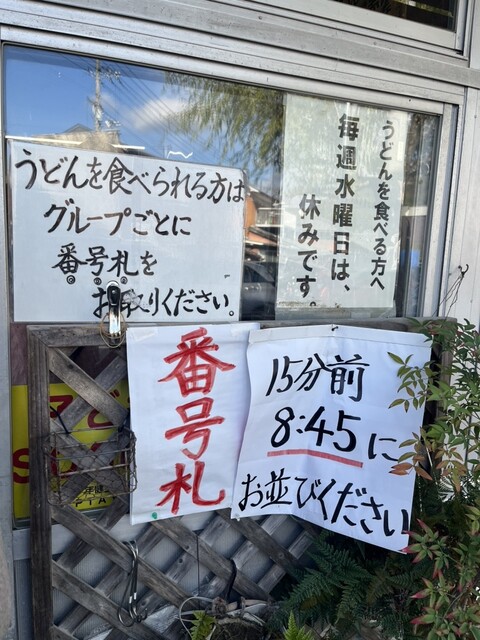 うどんを食べられる方は
グループごとに
番号札を
お取りください。
うどんを食べる方へ
毎週水曜日は、
休みです。
番号札
15分前
8:45に
お並びください
PTA